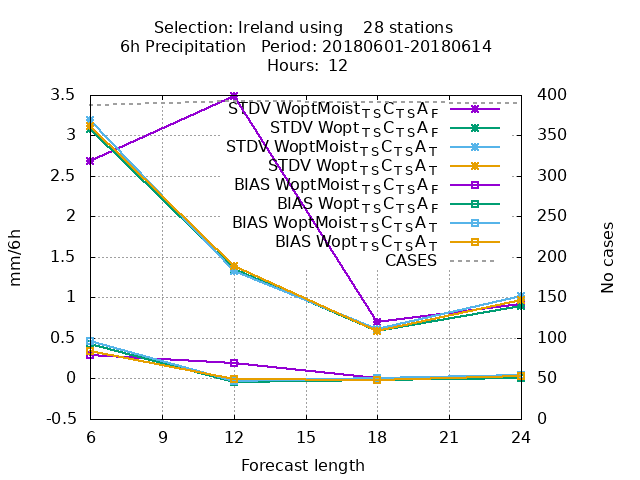 Selection: Ireland using    28 stations
6h Precipitation   Period: 20180601-20180614
Hours: 12
3.5
3
2.5
2
1.5
1
0.5
0
-0.5
mm/6h
400
350
300
250
200
150
100
50
0
No cases
STDV WoptMoist_TS C_TS A_F
STDV Wopt_TS C_TS A_F
STDV WoptMoist_TS C_TS A_T
STDV Wopt_TS C_TS A_T
BIAS WoptMoist_TS C_TS A_F
BIAS Wopt_TS C_TS A_F
BIAS WoptMoist_TS C_TS A_T
BIAS Wopt_TS C_TS A_T
CASES
6 9 12 15 18 21 24
Forecast length